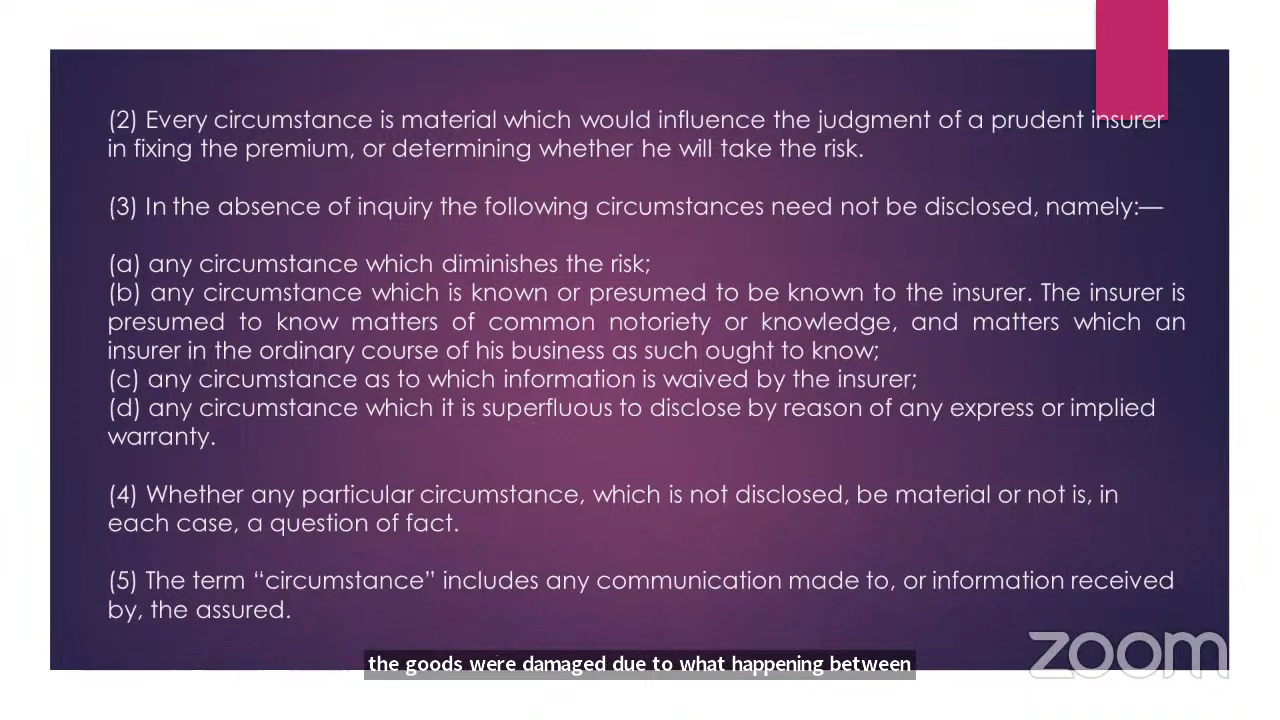 (2) Every circumstance is material which would influence the judgment of a prudent insurer
in fixing the premium, or determining whether he will take the risk.
(3) In the absence of inquiry the following circumstances need not be disclosed, namely:—
(a) any circumstance which diminishes the risk;
(b) any circumstance which is known or presumed to be known to the insurer. The insurer is
presumed to know matters of common notoriety or knowledge, and matters which an
insurer in the ordinary course of his business as such ought to know;
(c) any circumstance as to which information is waived by the insurer;
(d) any circumstance which it is superfluous to disclose by reason of any express or implied
warranty.
(4) Whether any particular circumstance, which is not disclosed, be material or not is, in
each case, a question of fact.
(5) The term “circumstance” includes any communication made to, or information received
by, the assured.
the goods were damaged due to what happening between
zoom